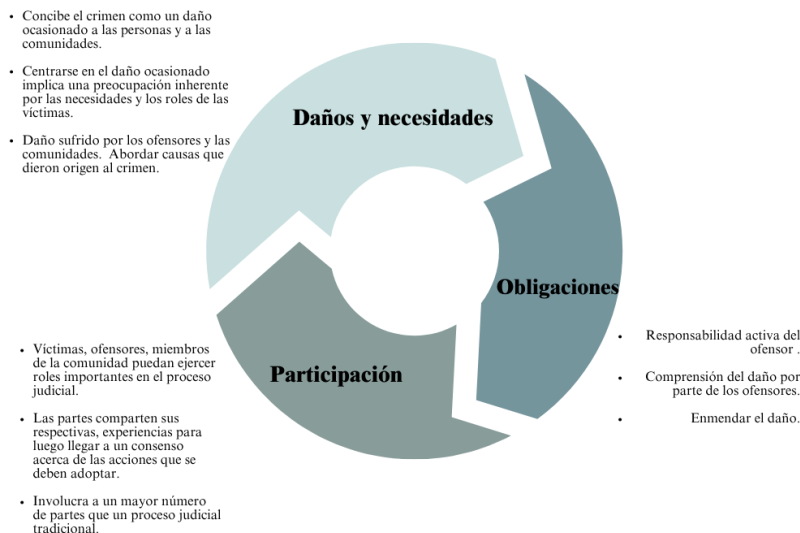 • Concibe el crimen como un daño
ocasionado a las personas y a las
comunidades.
• Centrarse en el daño ocasionado
implica una preocupación inherente
por las necesidades y los roles de las
víctimas.
• Daño sufrido por los ofensores y las
comunidades. Abordar causas que
dieron origen al crimen.
Daños y necesidades
Obligaciones
• Responsabilidad activa del
ofensor .
• Comprensión del daño por
parte de los ofensores.
• Enmendar el daño.
Participación
• Víctimas, ofensores, miembros
de la comunidad puedan ejercer
roles importantes en el proceso
judicial.
• Las partes comparten sus
respectivas, experiencias para
luego llegar a un consenso
acerca de las acciones que se
deben adoptar.
• Involucra a un mayor número
de partes que un proceso judicial
tradicional.